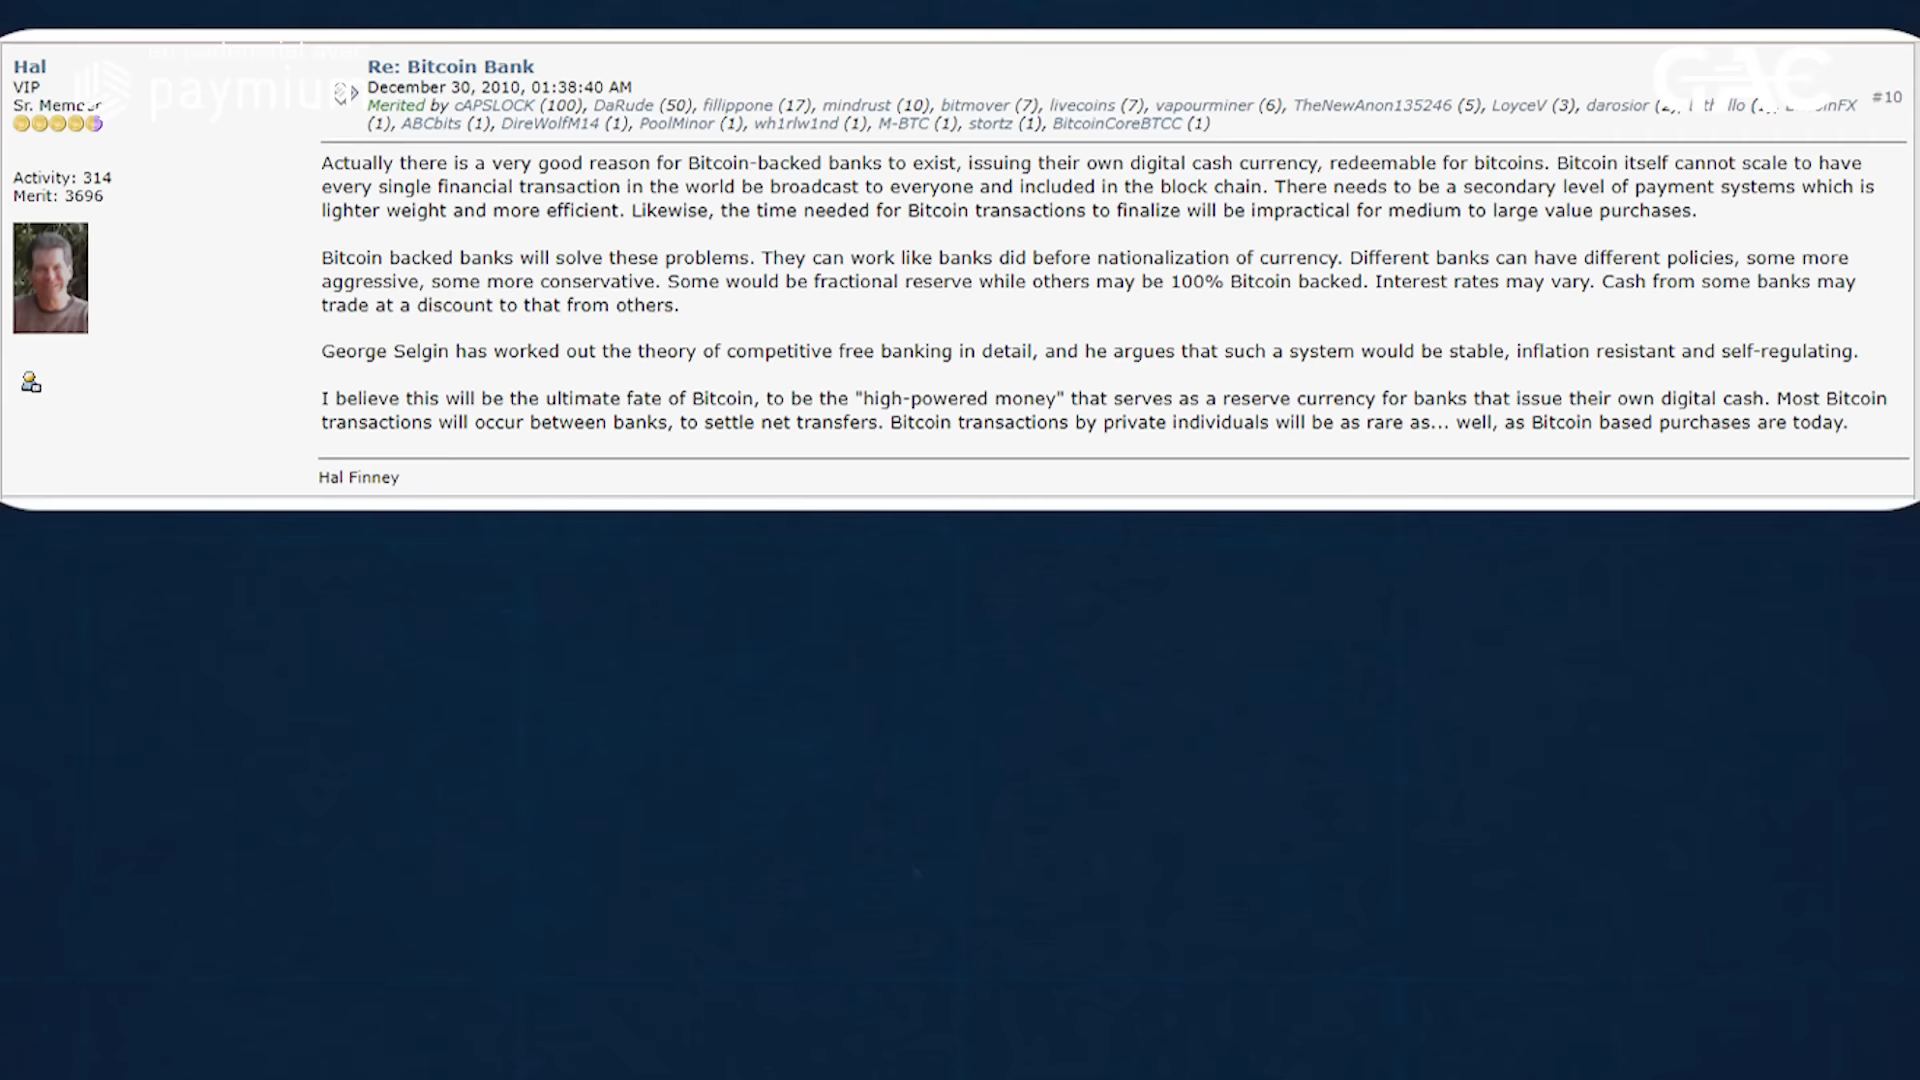 Hal
VIP
Sr. Member
Activity: 314
Merit: 3696
paymium
GAC
Re: Bitcoin Bank
December 30, 2010, 01:38:40 AM
#10
Merited by cAPSLOCK (100), DaRude (50), fillippone (17), mindrust (10), bitmover (7), livecoins (7), vapourminer (6), TheNewAnon135246 (5), LoyceV (3), darosior
(1), ABCbits (1), DireWolfM14 (1), PoolMinor (1), wh1rlw1nd (1), M-BTC (1), stortz (1), BitcoinCoreBTCC (1)
Actually there is a very good reason for Bitcoin-backed banks to exist, issuing their own digital cash currency, redeemable for bitcoins. Bitcoin itself cannot scale to have
every single financial transaction in the world be broadcast to everyone and included in the block chain. There needs to be a secondary level of payment systems which is
lighter weight and more efficient. Likewise, the time needed for Bitcoin transactions to finalize will be impractical for medium to large value purchases.
Bitcoin backed banks will solve these problems. They can work like banks did before nationalization of currency. Different banks can have different policies, some more
aggressive, some more conservative. Some would be fractional reserve while others may be 100% Bitcoin backed. Interest rates may vary. Cash from some banks may
trade at a discount to that from others.
George Selgin has worked out the theory of competitive free banking in detail, and he argues that such a system would be stable, inflation resistant and self-regulating.
I believe this will be the ultimate fate of Bitcoin, to be the "high-powered money" that serves as a reserve currency for banks that issue their own digital cash. Most Bitcoin
transactions will occur between banks, to settle net transfers. Bitcoin transactions by private individuals will be as rare as... well, as Bitcoin based purchases are today.
Hal Finney